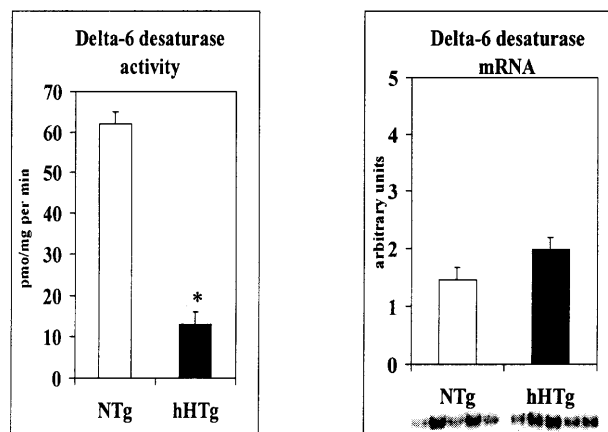 Delta-6 desaturase
activity
pmo/mg per min
70
60
50
40
30
20
10
0
*
NTg
hHTg
Delta-6 desaturase
mRNA
arbitrary units
5
4
3
2
1
0
NTg
hHTg